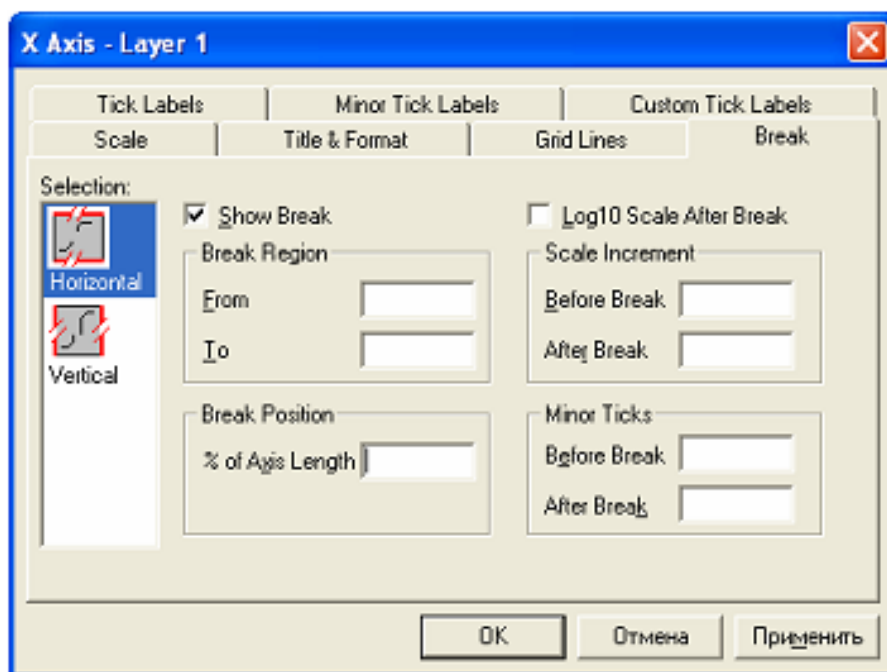 X Axis - Layer 1
Tick Labels Minor Tick Labels Custom Tick Labels
Scale Title & Format Grid Lines Break
Selection:
Horizontal
Vertical
Show Break
Log10 Scale After Break
Break Region
From
To
Scale Increment
Before Break
After Break
Break Position
% of Axis Length
Minor Ticks
Before Break
After Break
OK Отмена Применить